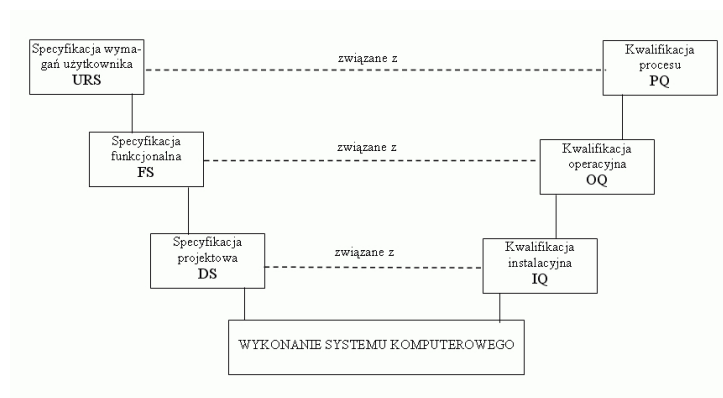 Specyfikacja wyma-
gań użytkownika
URS
związane z
Kwalifikacja
procesu
PQ
Specyfikacja
funkcjonalna
FS
związane z
Kwalifikacja
operacyjna
OQ
Specyfikacja
projektowa
DS
związane z
Kwalifikacja
instalacyjna
IQ
WYKONANIE SYSTEMU KOMPUTEROWEGO